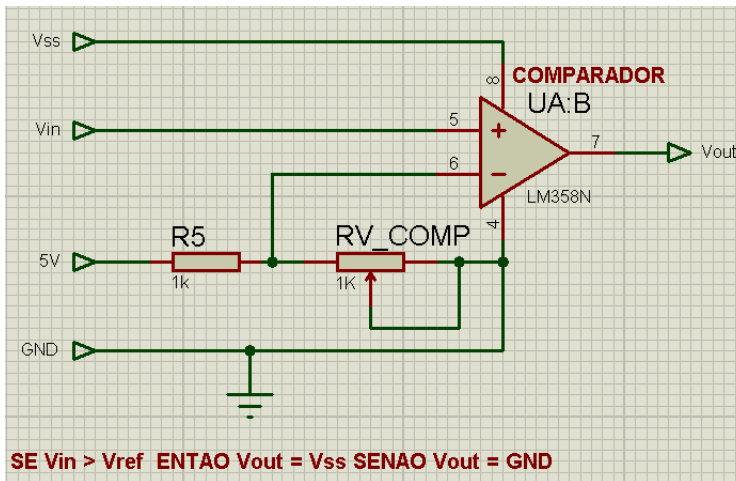 Vss
8
COMPARADOR
UA:B
Vin
5
+
7
Vout
6
−
LM358N
4
R5
RV_COMP
5V
1k
1K
GND
SE Vin > Vref ENTAO Vout = Vss SENAO Vout = GND